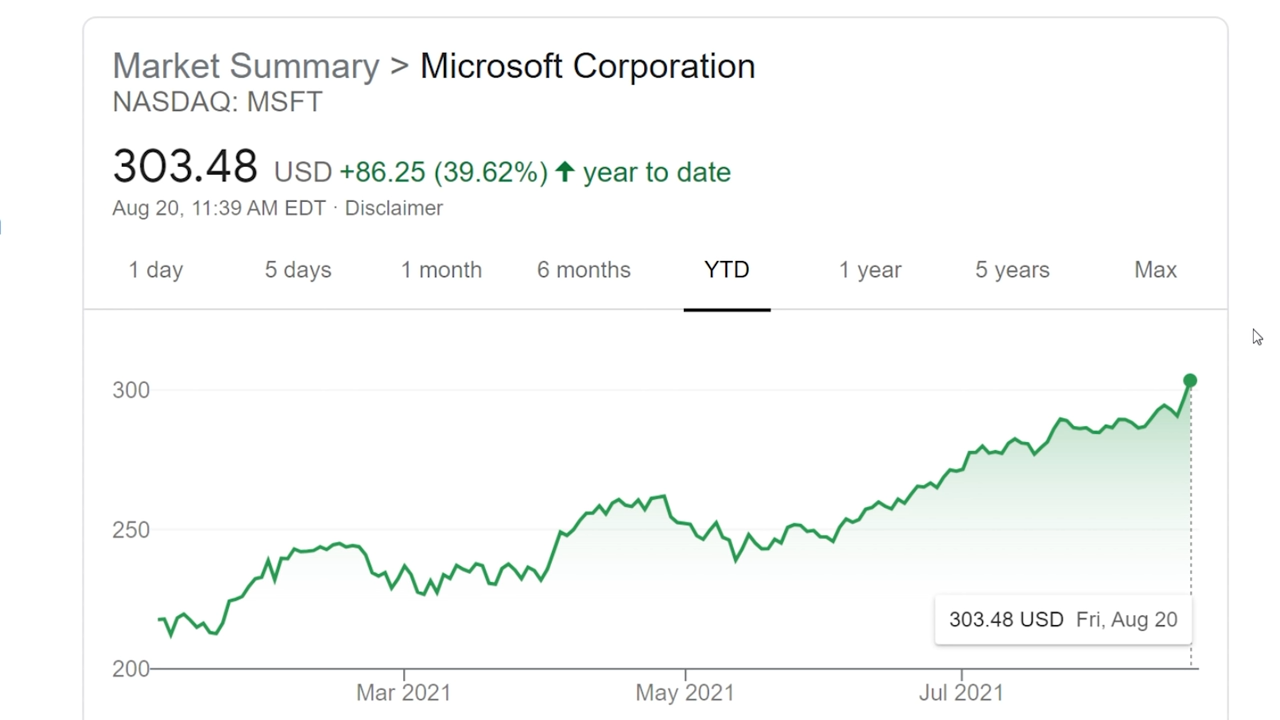 Market Summary > Microsoft Corporation
NASDAQ: MSFT
303.48 USD +86.25 (39.62%) ↑ year to date
Aug 20, 11:39 AM EDT · Disclaimer
1 day 5 days 1 month 6 months YTD 1 year 5 years Max
300
250
303.48 USD Fri, Aug 20
200
Mar 2021 May 2021 Jul 2021